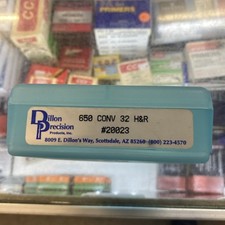 PRIMERS
Dillon
Precision
Products, Inc.
650 CONV 32 H&R
#20023
8009 E. Dillon's Way, Scottsdale, AZ 85260 (800) 223-4570